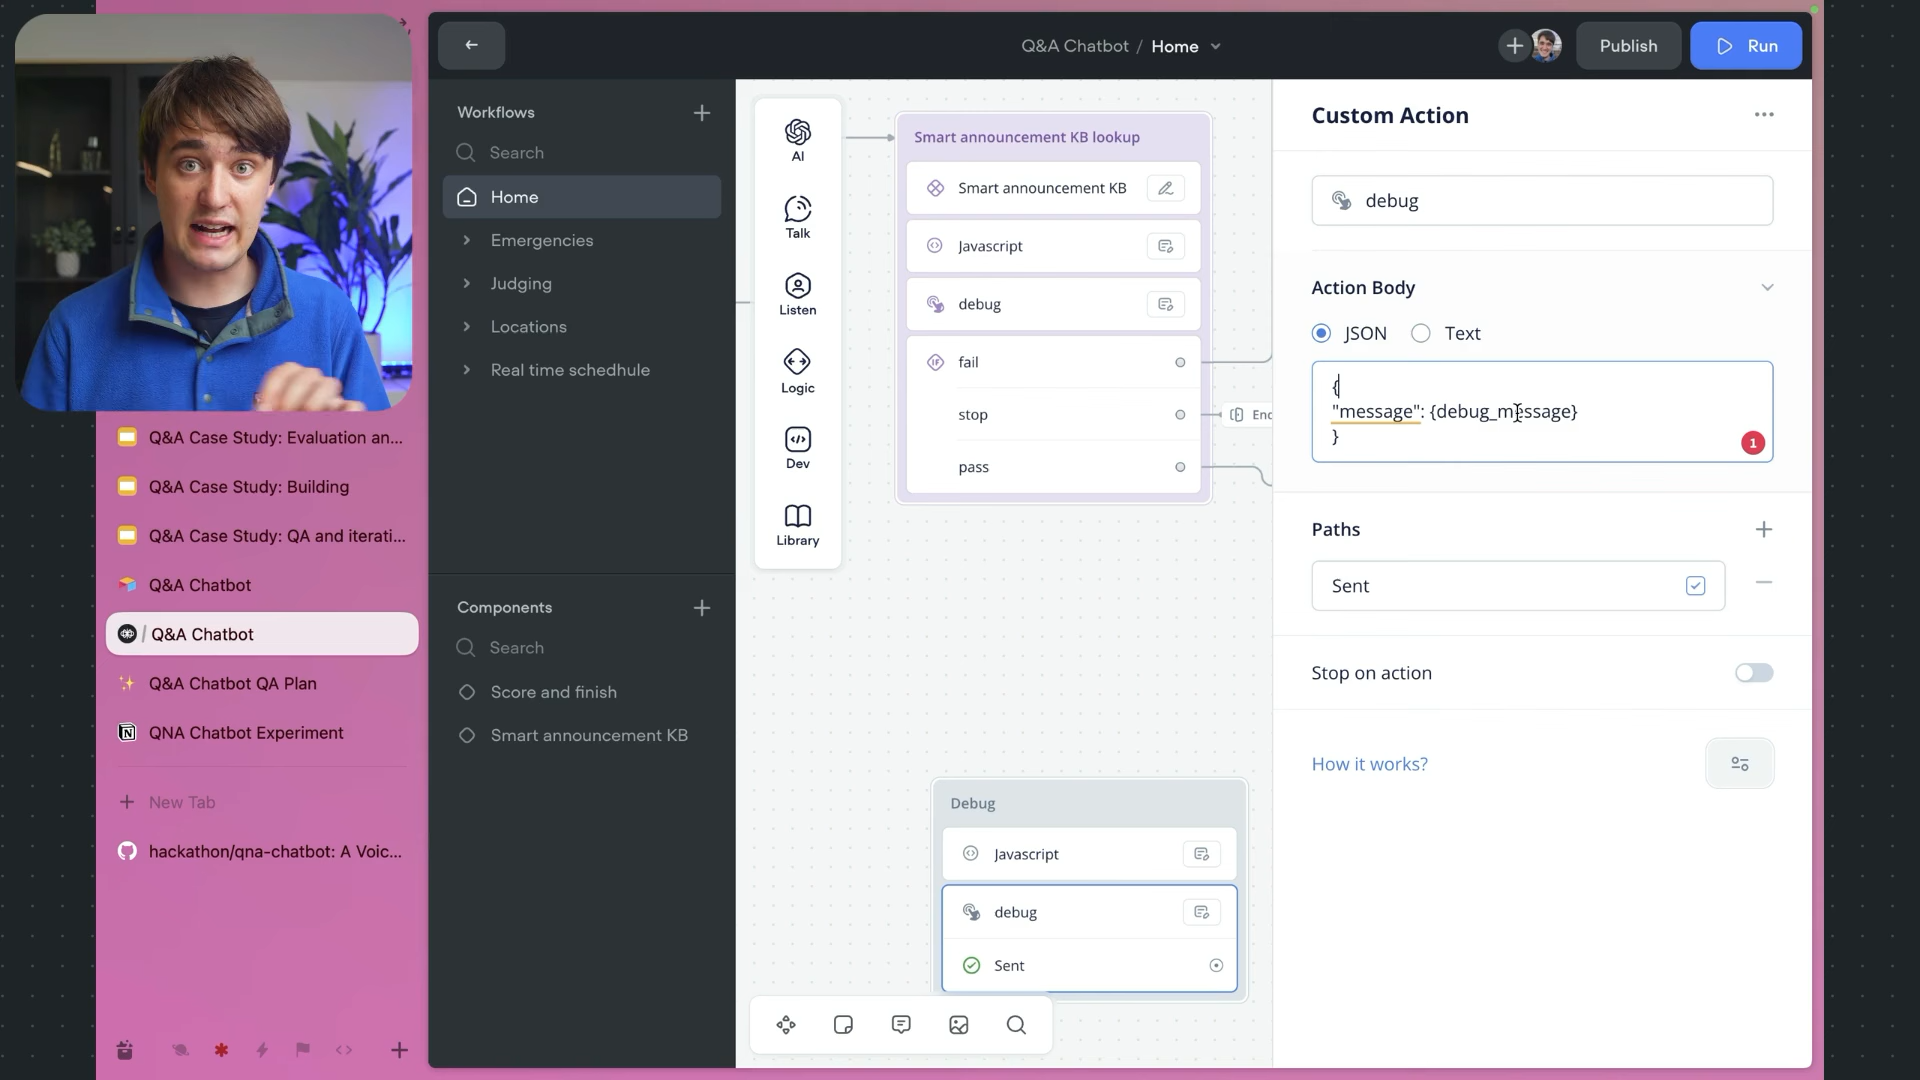 Q&A Case Study: Evaluation an...
Q&A Case Study: Building
Q&A Case Study: QA and iterati...
Q&A Chatbot
/ Q&A Chatbot
Q&A Chatbot QA Plan
QNA Chatbot Experiment
+ New Tab
hackathon/qna-chatbot: A Voic...
Q&A Chatbot / Home
Publish
Run
Workflows
Search
Home
Emergencies
Judging
Locations
Real time schedhule
Components
Search
Score and finish
Smart announcement KB
AI
Talk
Listen
Logic
Dev
Library
Smart announcement KB lookup
Smart announcement KB
Javascript
debug
IF fail
stop
End
pass
Debug
Javascript
debug
Sent
Custom Action
debug
Action Body
JSON Text
{
"message": {debug_message}
}
1
Paths
Sent
Stop on action
How it works?